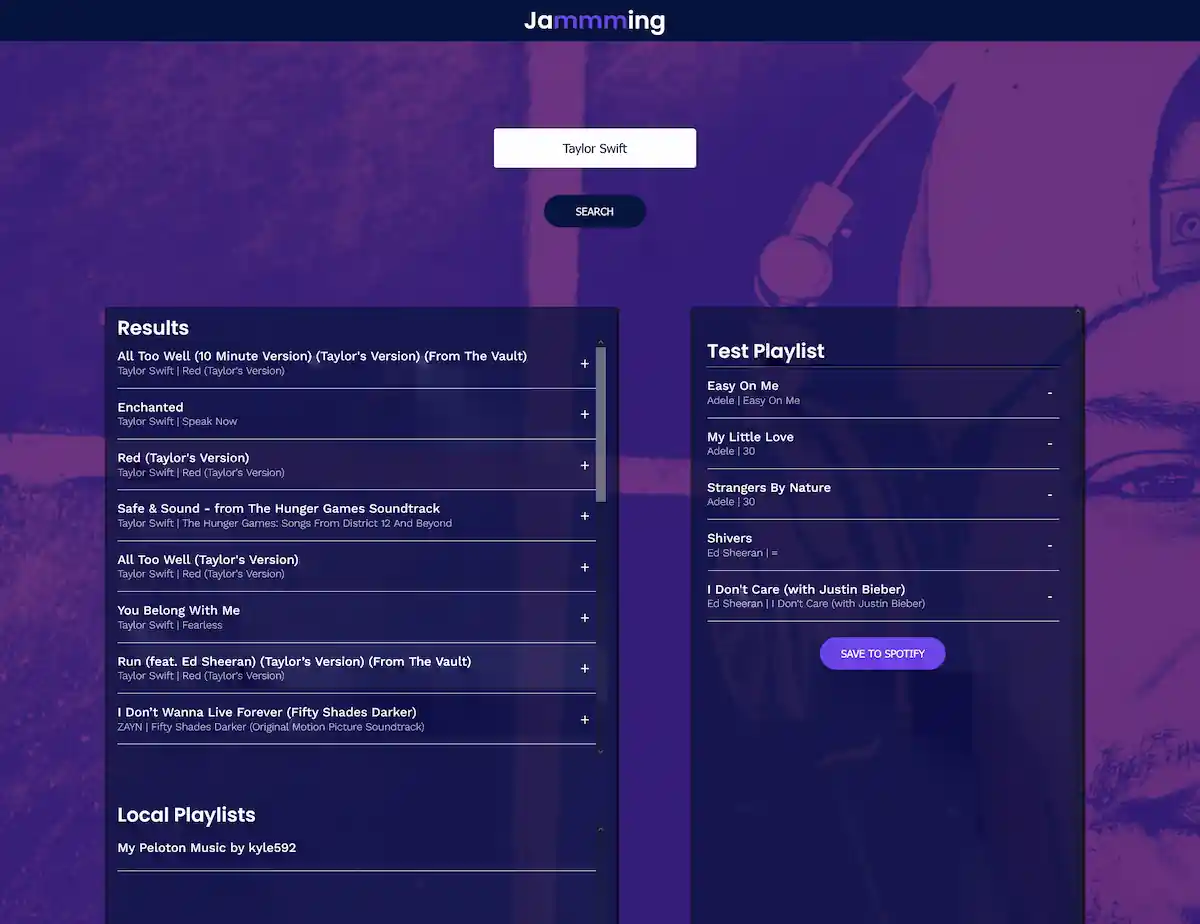 Jammming
Taylor Swift
SEARCH
Results
All Too Well (10 Minute Version) (Taylor's Version) (From The Vault)
Taylor Swift | Red (Taylor's Version)
+
Enchanted
Taylor Swift | Speak Now
+
Red (Taylor's Version)
Taylor Swift | Red (Taylor's Version)
+
Safe & Sound - from The Hunger Games Soundtrack
Taylor Swift | The Hunger Games: Songs From District 12 And Beyond
+
All Too Well (Taylor's Version)
Taylor Swift | Red (Taylor's Version)
+
You Belong With Me
Taylor Swift | Fearless
+
Run (feat. Ed Sheeran) (Taylor’s Version) (From The Vault)
Taylor Swift | Red (Taylor's Version)
+
I Don’t Wanna Live Forever (Fifty Shades Darker)
ZAYN | Fifty Shades Darker (Original Motion Picture Soundtrack)
+
Local Playlists
My Peloton Music by kyle592
Test Playlist
Easy On Me
Adele | Easy On Me
-
My Little Love
Adele | 30
-
Strangers By Nature
Adele | 30
-
Shivers
Ed Sheeran | =
-
I Don't Care (with Justin Bieber)
Ed Sheeran | I Don't Care (with Justin Bieber)
-
SAVE TO SPOTIFY